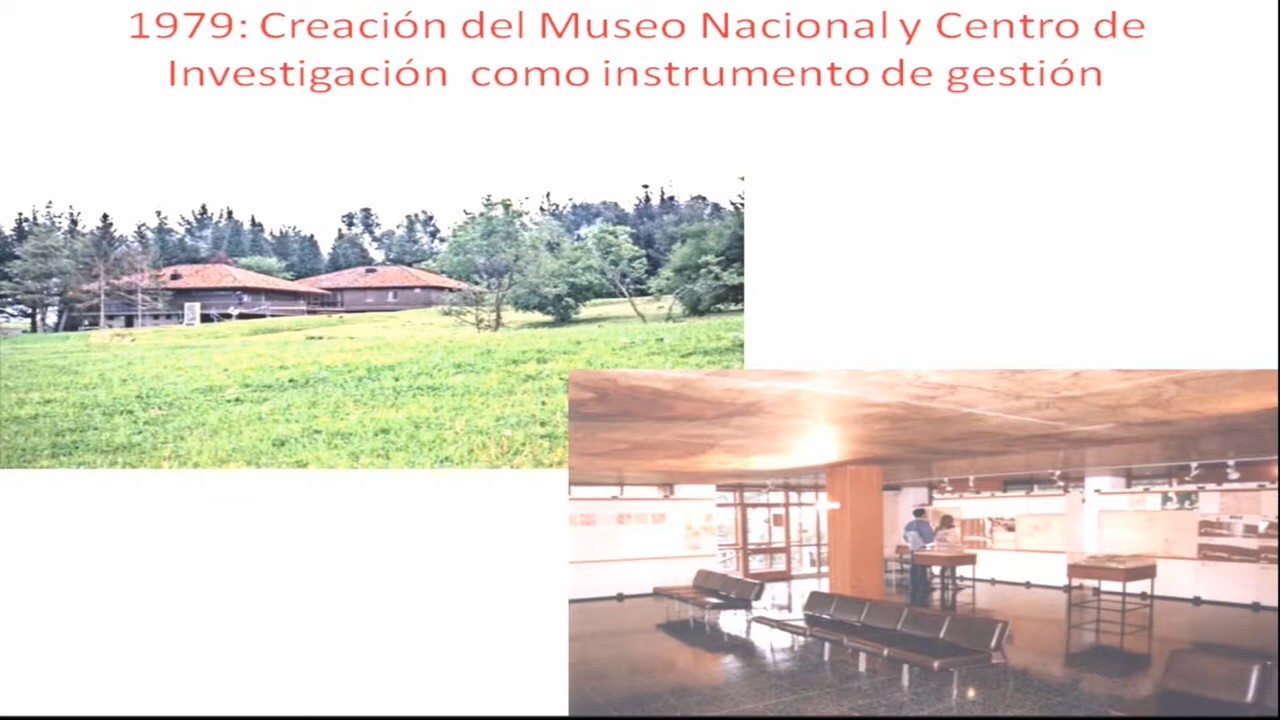 1979: Creación del Museo Nacional y Centro de
Investigación como instrumento de gestión